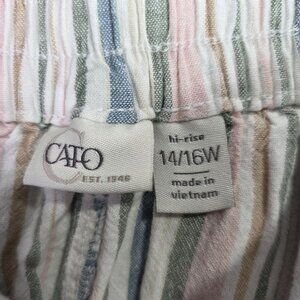 CATO
EST. 1946
hi-rise
14/16W
made in
vietnam